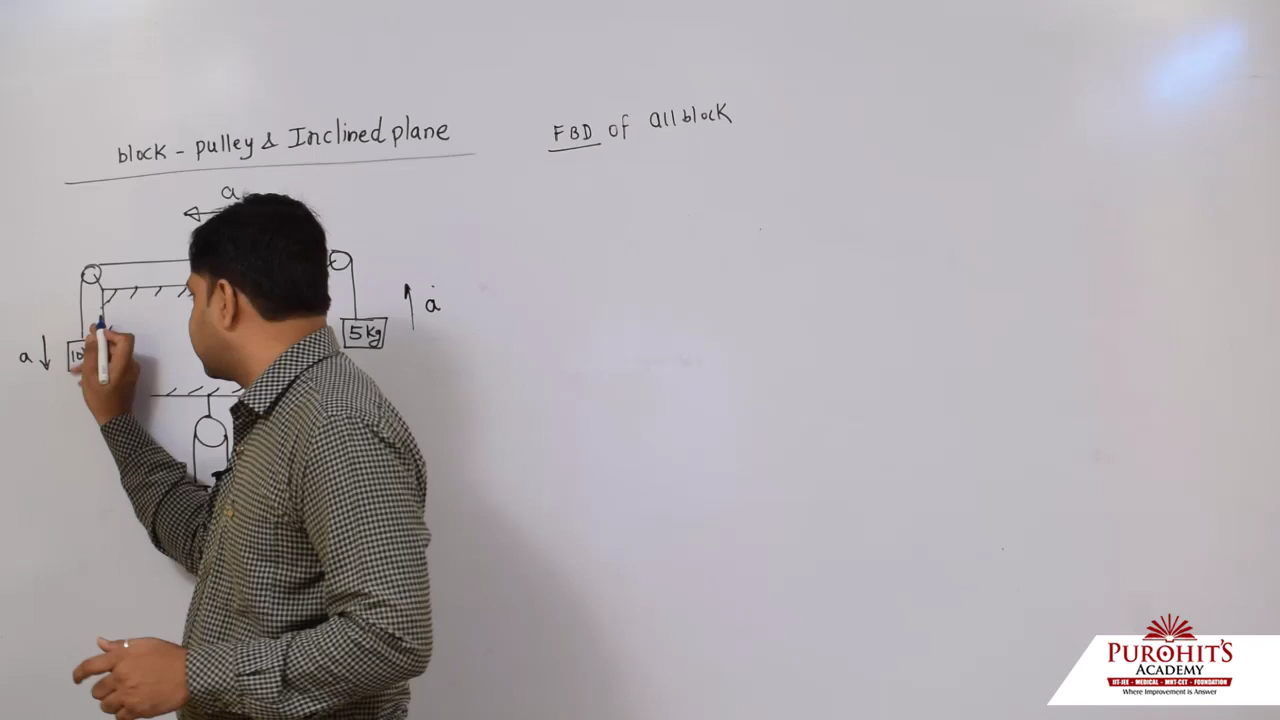 block - pulley & Inclined plane
FBD of all block
a
a
5 Kg
a
10
PUROHIT'S
ACADEMY
IIT-JEE - MEDICAL - MHT-CET - FOUNDATION
Where Improvement is Answer